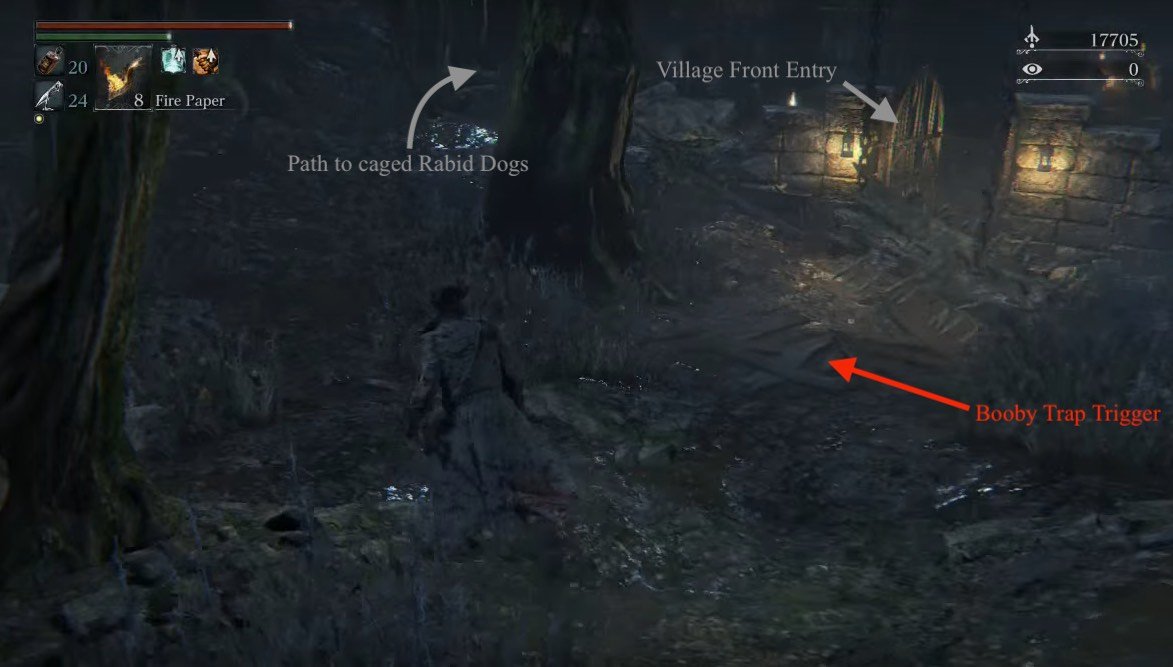 17705
20
8 Fire Paper
0
24
Village Front Entry
Path to caged Rabid Dogs
Booby Trap Trigger